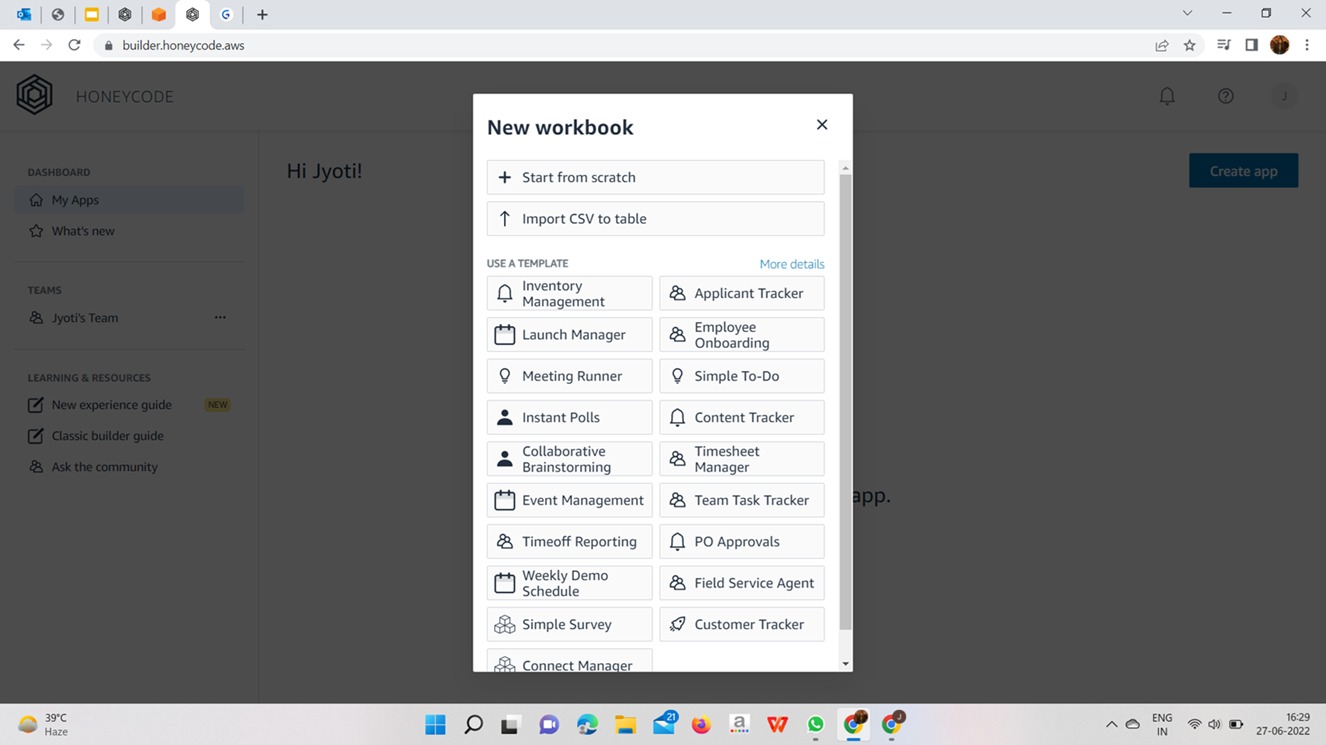 builder.honeycode.aws
HONEYCODE
J
DASHBOARD
My Apps
What's new
TEAMS
Jyoti's Team
LEARNING & RESOURCES
New experience guide NEW
Classic builder guide
Ask the community
Hi Jyoti!
Create app
app.
New workbook
Start from scratch
Import CSV to table
USE A TEMPLATE More details
Inventory
Management
Applicant Tracker
Launch Manager
Employee
Onboarding
Meeting Runner
Simple To-Do
Instant Polls
Content Tracker
Collaborative
Brainstorming
Timesheet
Manager
Event Management
Team Task Tracker
Timeoff Reporting
PO Approvals
Weekly Demo
Schedule
Field Service Agent
Simple Survey
Customer Tracker
Connect Manager
39°C
Haze
21
a
J
ENG
IN
16:29
27-06-2022